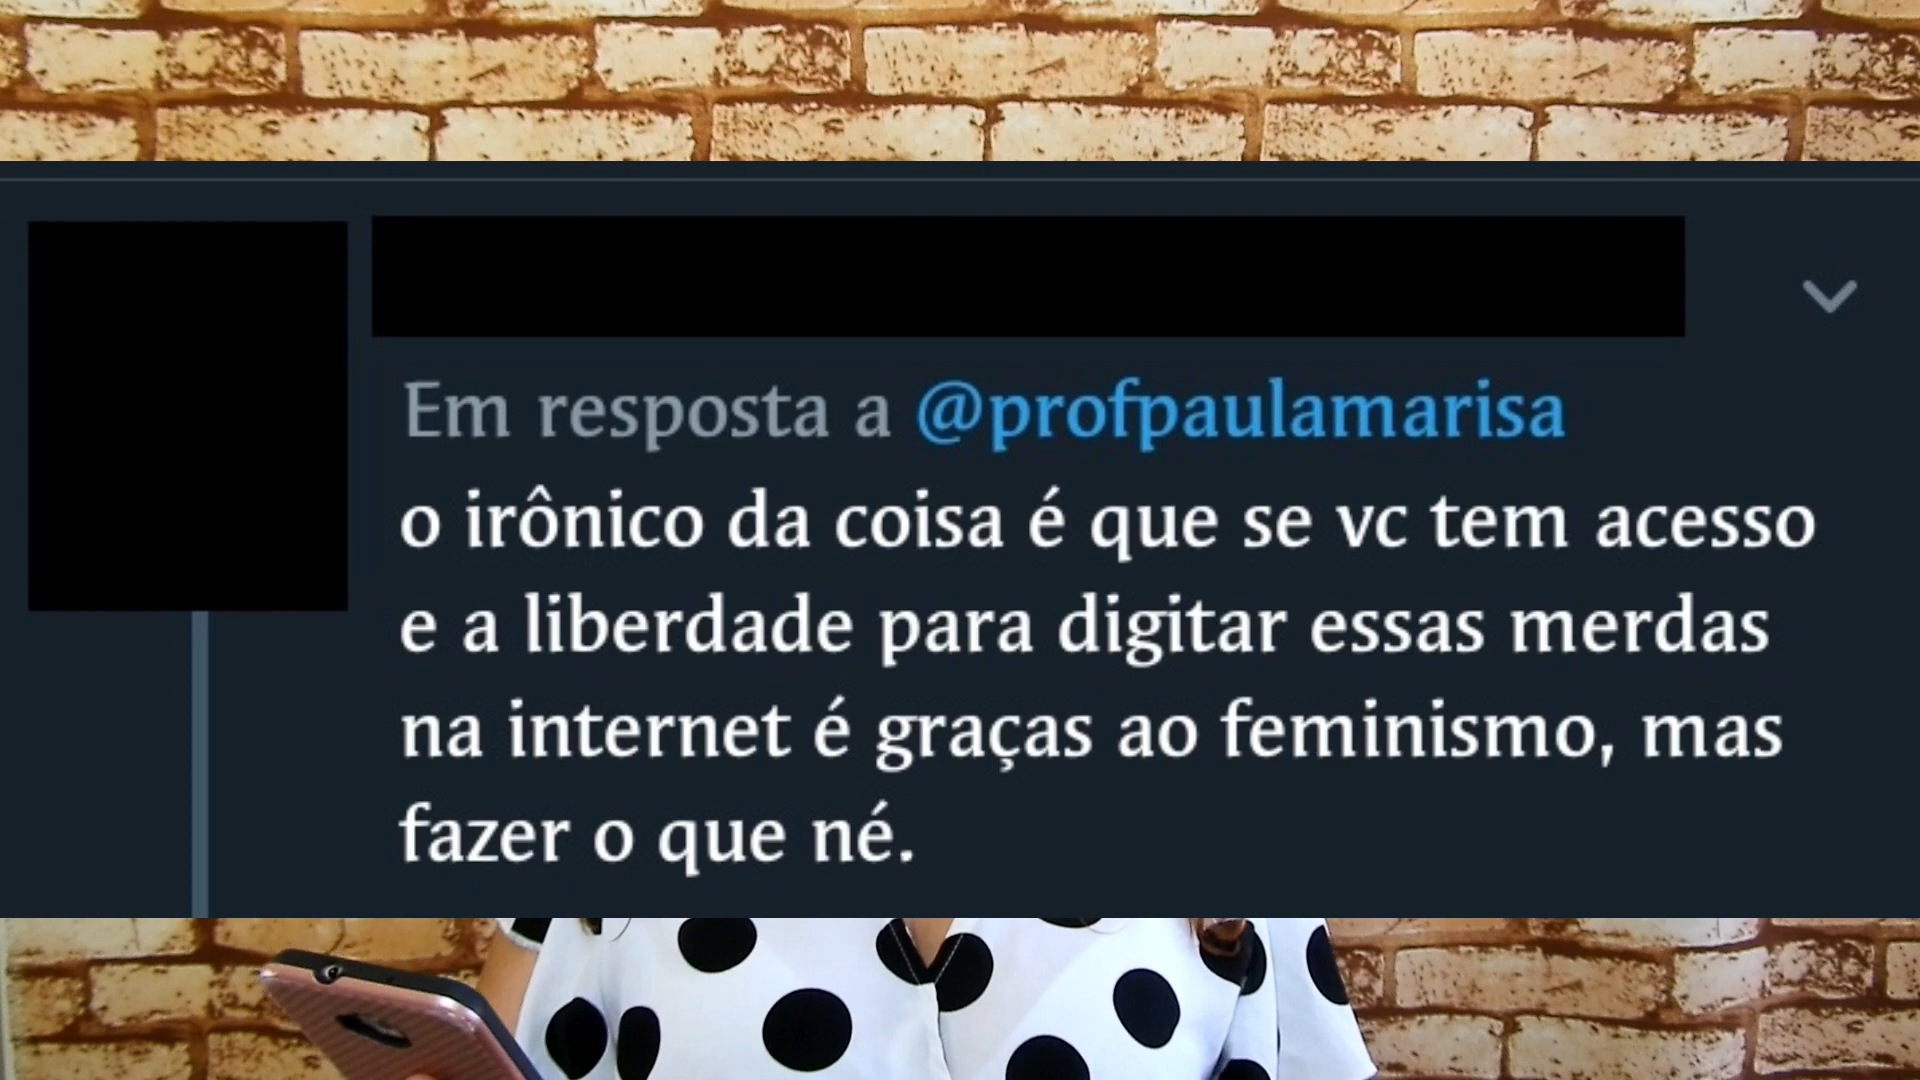 Em resposta a @profpaulamarisa
o irônico da coisa é que se vc tem acesso
e a liberdade para digitar essas merdas
na internet é graças ao feminismo, mas
fazer o que né.